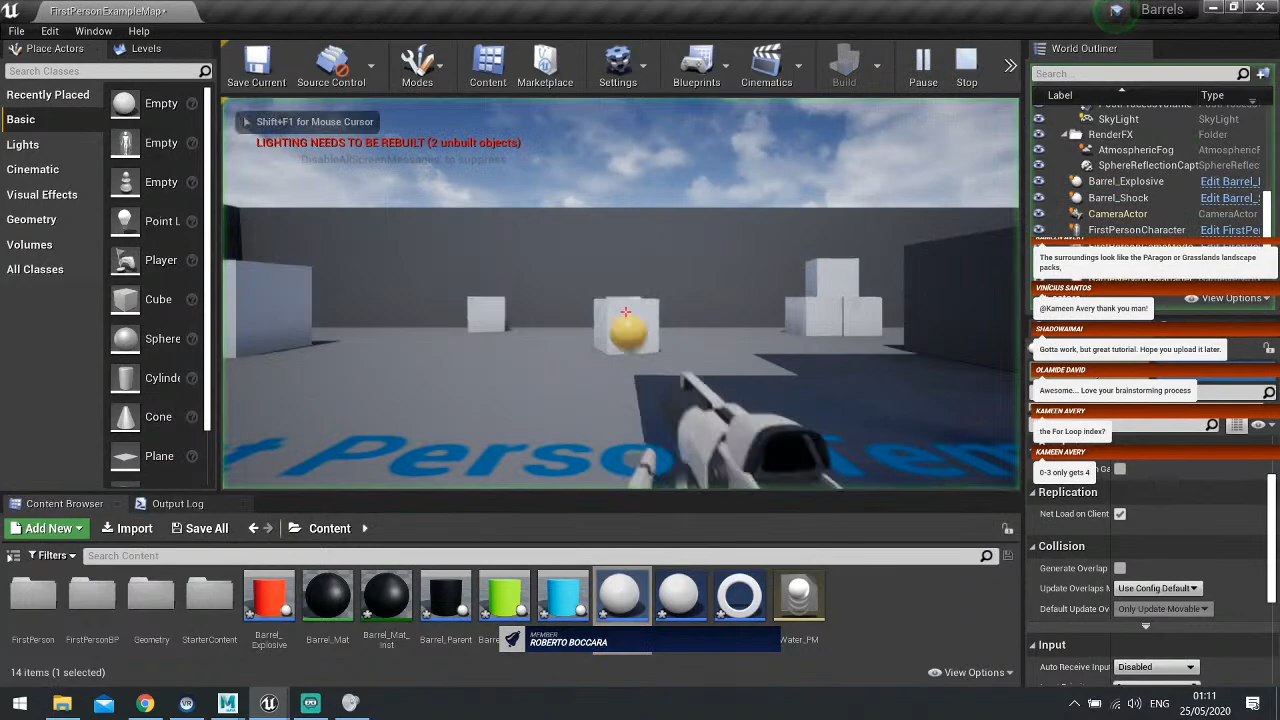 FirstPersonExampleMap*
Barrels
File Edit Window Help
Place Actors
Levels
Search Classes
Recently Placed
Basic
Lights
Cinematic
Visual Effects
Geometry
Volumes
All Classes
Empty
Empty
Empty
Point L
Player
Cube
Sphere
Cylinde
Cone
Plane
Save Current
Source Control
Modes
Content
Marketplace
Settings
Blueprints
Cinematics
Build
Pause
Stop
Shift+F1 for Mouse Cursor
LIGHTING NEEDS TO BE REBUILT (2 unbuilt objects)
DisableAllScreenMessages to suppress
World Outliner
Search...
Label
Type
SkyLight
SkyLight
RenderFX
Folder
AtmosphericFog
AtmosphericF
SphereReflectionCapt
SphereReflec
Barrel_Explosive
Edit Barrel_
Barrel_Shock
Edit Barrel_
CameraActor
CameraActor
FirstPersonCharacter
Edit FirstPe
KAMEEN AVERY
The surroundings look like the PAragon or Grasslands landscape
packs,
VINÍCIUS SANTOS
@Kameen Avery thank you man!
View Options
SHADOWAIMAI
Gotta work, but great tutorial. Hope you upload it later.
OLAMIDE DAVID
Awesome... Love your brainstorming process
KAMEEN AVERY
the For Loop index?
KAMEEN AVERY
0-3 only gets 4
Replication
Net Load on Client
Collision
Generate Overlap
Update Overlaps M
Use Config Default
Default Update Ov
Only Update Movable
Input
Auto Receive Input
Disabled
Content Browser
Output Log
Add New
Import
Save All
Content
Filters
Search Content
FirstPerson
FirstPersonBP
Geometry
StarterContent
Barrel_
Explosive
Barrel_Mat
Barrel_Mat_
Inst
Barrel_Parent
Water_PM
MEMBER
ROBERTO BOCCARA
14 items (1 selected)
View Options
ENG
01:11
25/05/2020